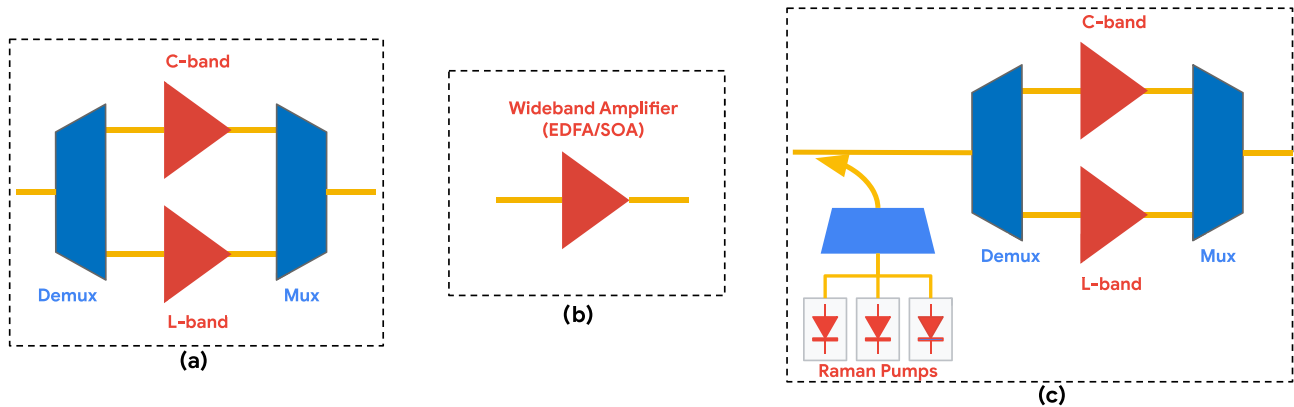 C-band
Demux
Mux
L-band
(a)
Wideband Amplifier
(EDFA/SOA)
(b)
C-band
Demux
Mux
L-band
Raman Pumps
(c)